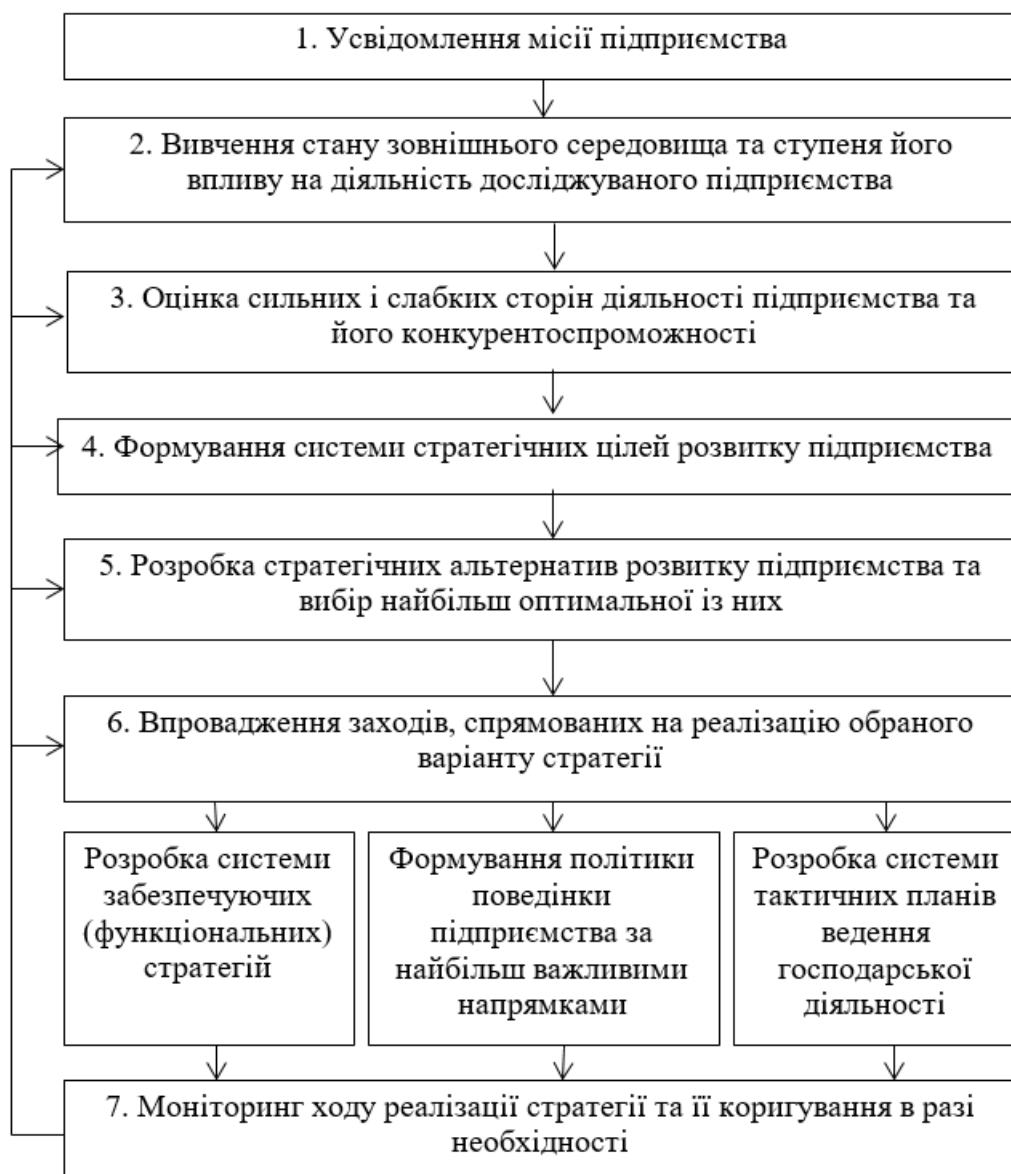 1. Усвідомлення місії підприємства
2. Вивчення стану зовнішнього середовища та ступеня його
впливу на діяльність досліджуваного підприємства
3. Оцінка сильних і слабких сторін діяльності підприємства та
його конкурентоспроможності
4. Формування системи стратегічних цілей розвитку підприємства
5. Розробка стратегічних альтернатив розвитку підприємства та
вибір найбільш оптимальної із них
6. Впровадження заходів, спрямованих на реалізацію обраного
варіанту стратегії
Розробка системи
забезпечуючих
(функціональних)
стратегій
Формування політики
поведінки
підприємства за
найбільш важливими
напрямками
Розробка системи
тактичних планів
ведення
господарської
діяльності
7. Моніторинг ходу реалізації стратегії та її коригування в разі
необхідності